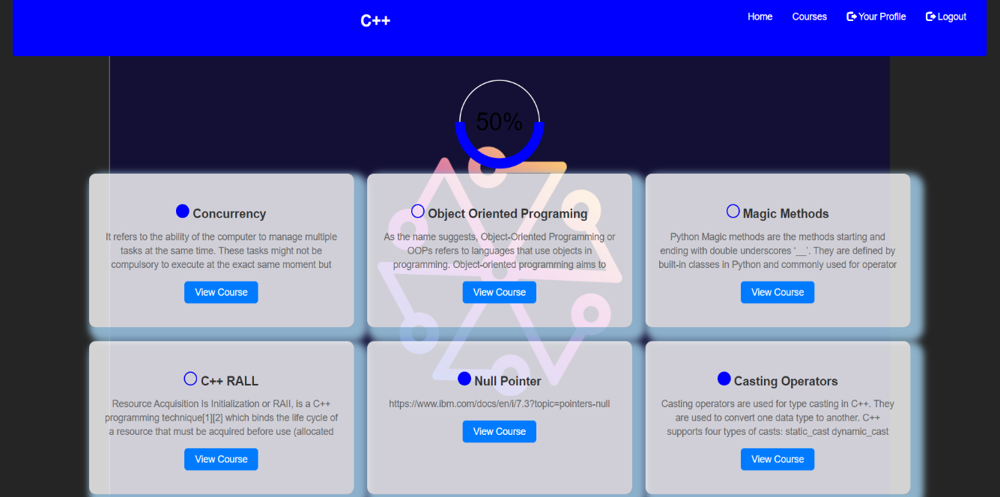 C++
Home Courses Your Profile Logout
50%
Concurrency
It refers to the ability of the computer to manage multiple
tasks at the same time. These tasks might not be
compulsory to execute at the exact same moment but
View Course
Object Oriented Programing
As the name suggests, Object-Oriented Programming or
OOPs refers to languages that use objects in
programming. Object-oriented programming aims to
View Course
Magic Methods
Python Magic methods are the methods starting and
ending with double underscores ‘__’. They are defined by
built-in classes in Python and commonly used for operator
View Course
C++ RALL
Resource Acquisition Is Initialization or RAII, is a C++
programming technique[1][2] which binds the life cycle of
a resource that must be acquired before use (allocated
View Course
Null Pointer
https://www.ibm.com/docs/en/i/7.3?topic=pointers-null
View Course
Casting Operators
Casting operators are used for type casting in C++. They
are used to convert one data type to another. C++
supports four types of casts: static_cast dynamic_cast
View Course